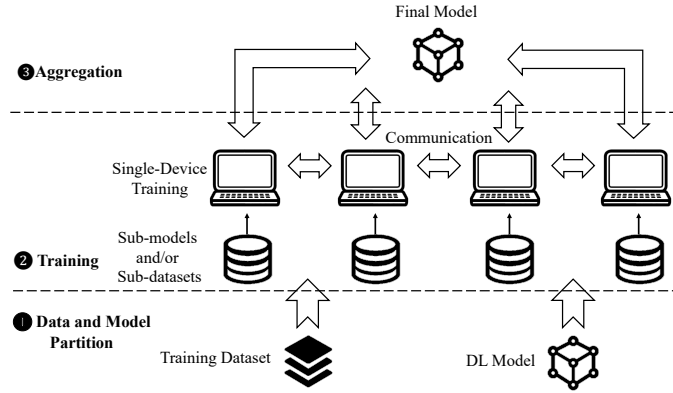 Final Model
❸Aggregation
Communication
Single-Device
Training
Sub-models
and/or
Sub-datasets
❷ Training
❶ Data and Model
Partition
Training Dataset
DL Model